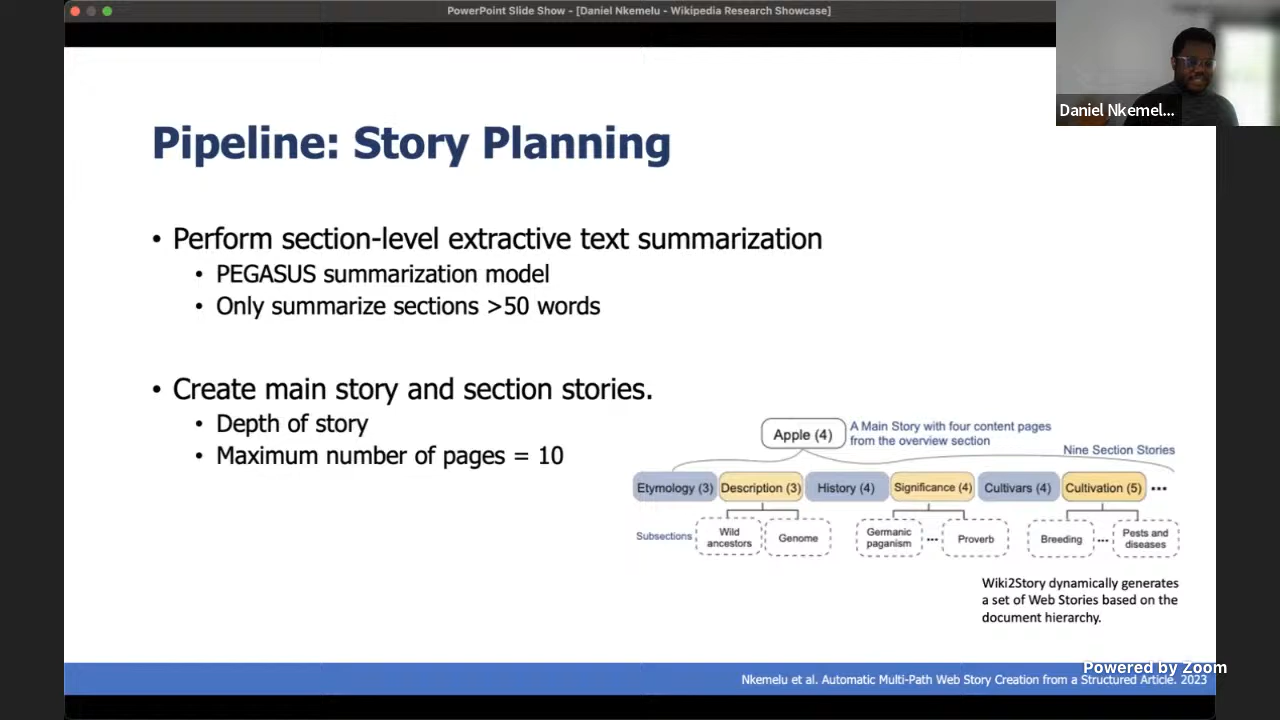 PowerPoint Slide Show - [Daniel Nkemelu - Wikipedia Research Showcase]
Daniel Nkemel...
Pipeline: Story Planning
• Perform section-level extractive text summarization
• PEGASUS summarization model
• Only summarize sections >50 words
• Create main story and section stories.
• Depth of story
• Maximum number of pages = 10
Apple (4)
A Main Story with four content pages
from the overview section
Nine Section Stories
Etymology (3) Description (3) History (4) Significance (4) Cultivars (4) Cultivation (5) •••
Subsections
Wild
ancestors
Genome
Germanic
paganism
•••
Proverb
Breeding
•••
Pests and
diseases
Wiki2Story dynamically generates
a set of Web Stories based on the
document hierarchy.
Powered by Zoom
Nkemelu et al. Automatic Multi-Path Web Story Creation from a Structured Article. 2023